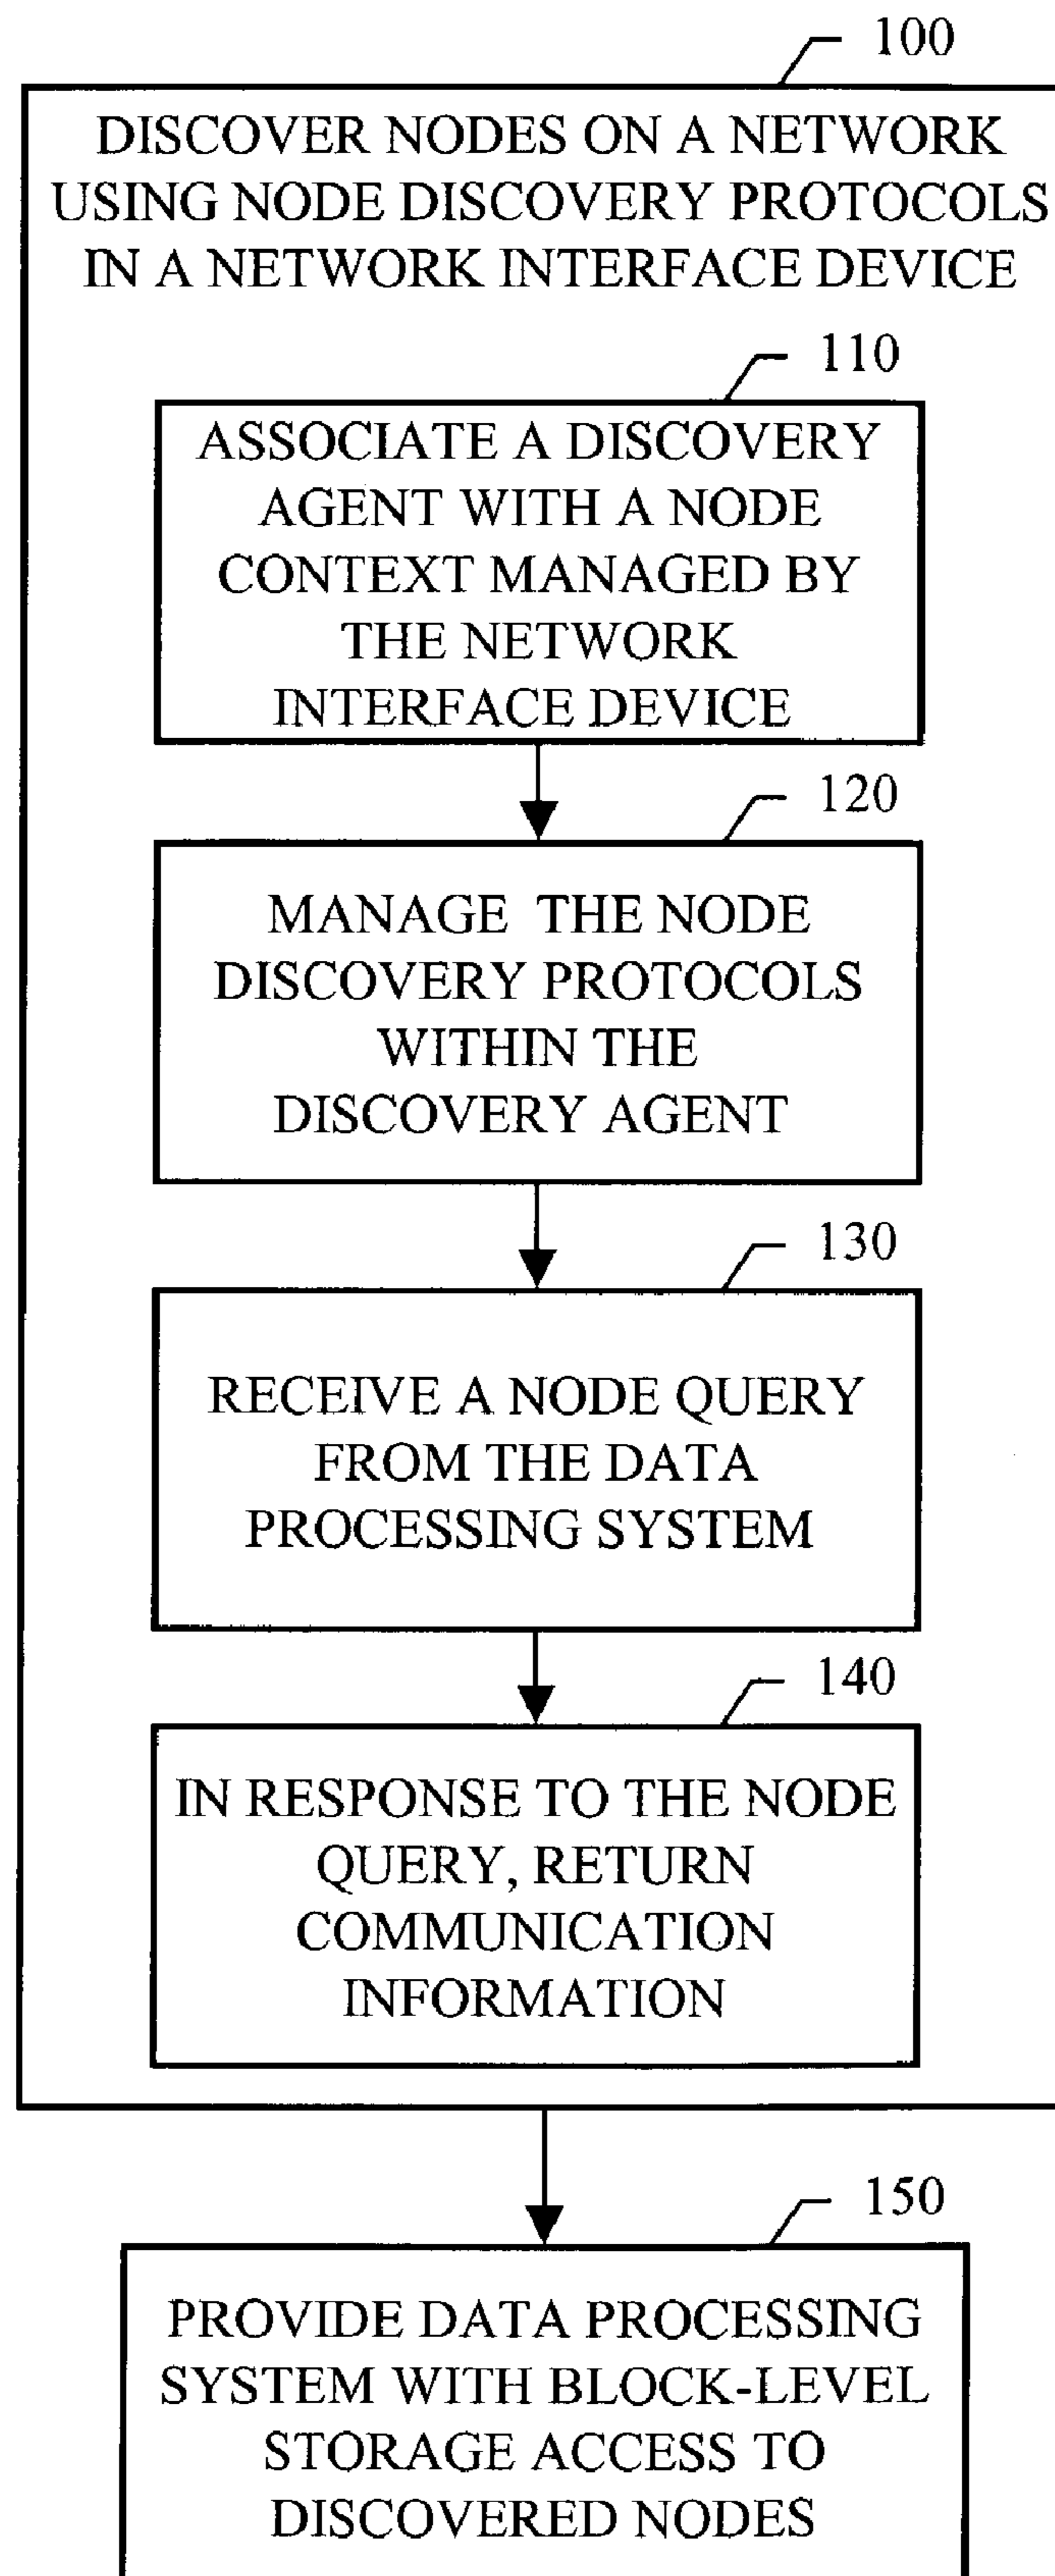 100
DISCOVER NODES ON A NETWORK
USING NODE DISCOVERY PROTOCOLS
IN A NETWORK INTERFACE DEVICE
110
ASSOCIATE A DISCOVERY
AGENT WITH A NODE
CONTEXT MANAGED BY
THE NETWORK
INTERFACE DEVICE
120
MANAGE THE NODE
DISCOVERY PROTOCOLS
WITHIN THE
DISCOVERY AGENT
130
RECEIVE A NODE QUERY
FROM THE DATA
PROCESSING SYSTEM
140
IN RESPONSE TO THE NODE
QUERY, RETURN
COMMUNICATION
INFORMATION
150
PROVIDE DATA PROCESSING
SYSTEM WITH BLOCK-LEVEL
STORAGE ACCESS TO
DISCOVERED NODES